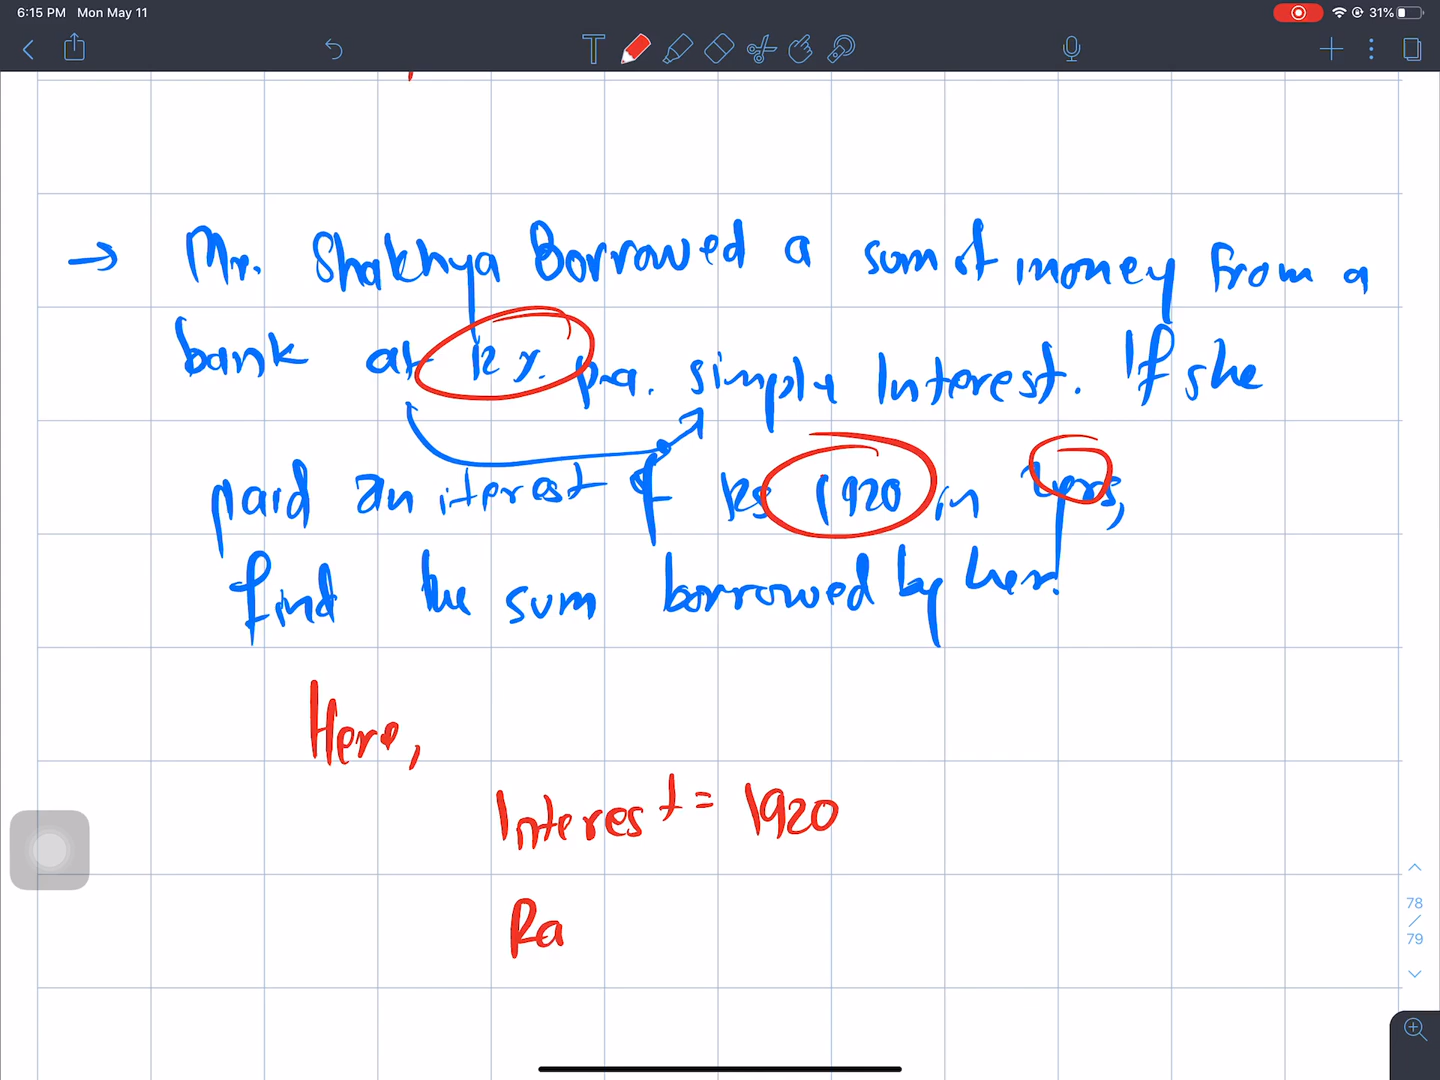 6:15 PM Mon May 11
31%
→ Mr. Shakhya Borrowed a sum of money from a
bank at 12 %. p.a. simple Interest. If she
paid an iterest of Rs 1920 in yrs,
find the sum borrowed by her.
Here,
Interest = 1920
Ra
78
/
79